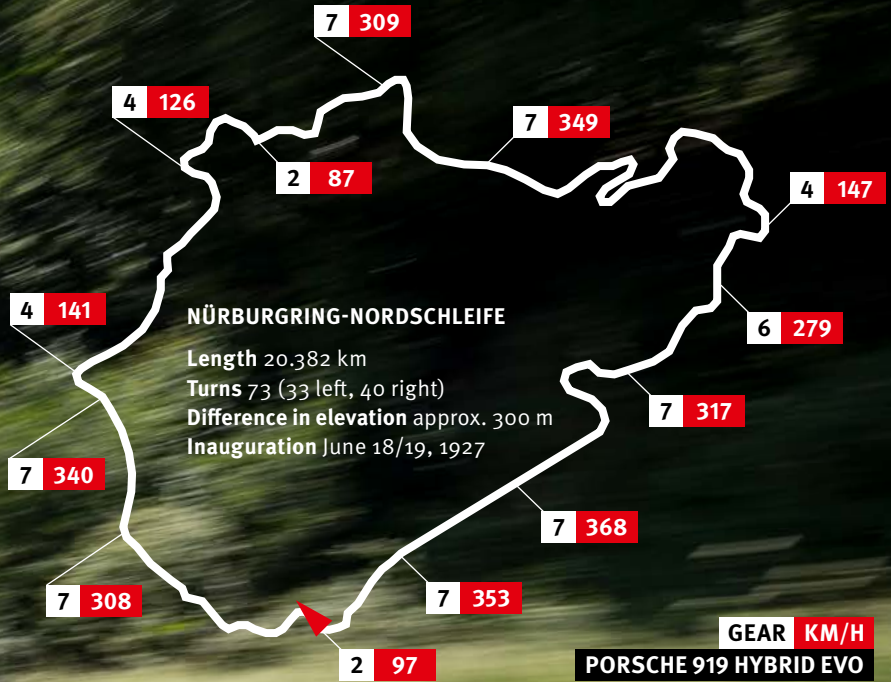 7 309
4 126
7 349
2 87
4 147
4 141
6 279
NÜRBURGRING-NORDSCHLEIFE
Length 20.382 km
Turns 73 (33 left, 40 right)
Difference in elevation approx. 300 m
Inauguration June 18/19, 1927
7 317
7 340
7 368
7 308
7 353
2 97
GEAR KM/H
PORSCHE 919 HYBRID EVO